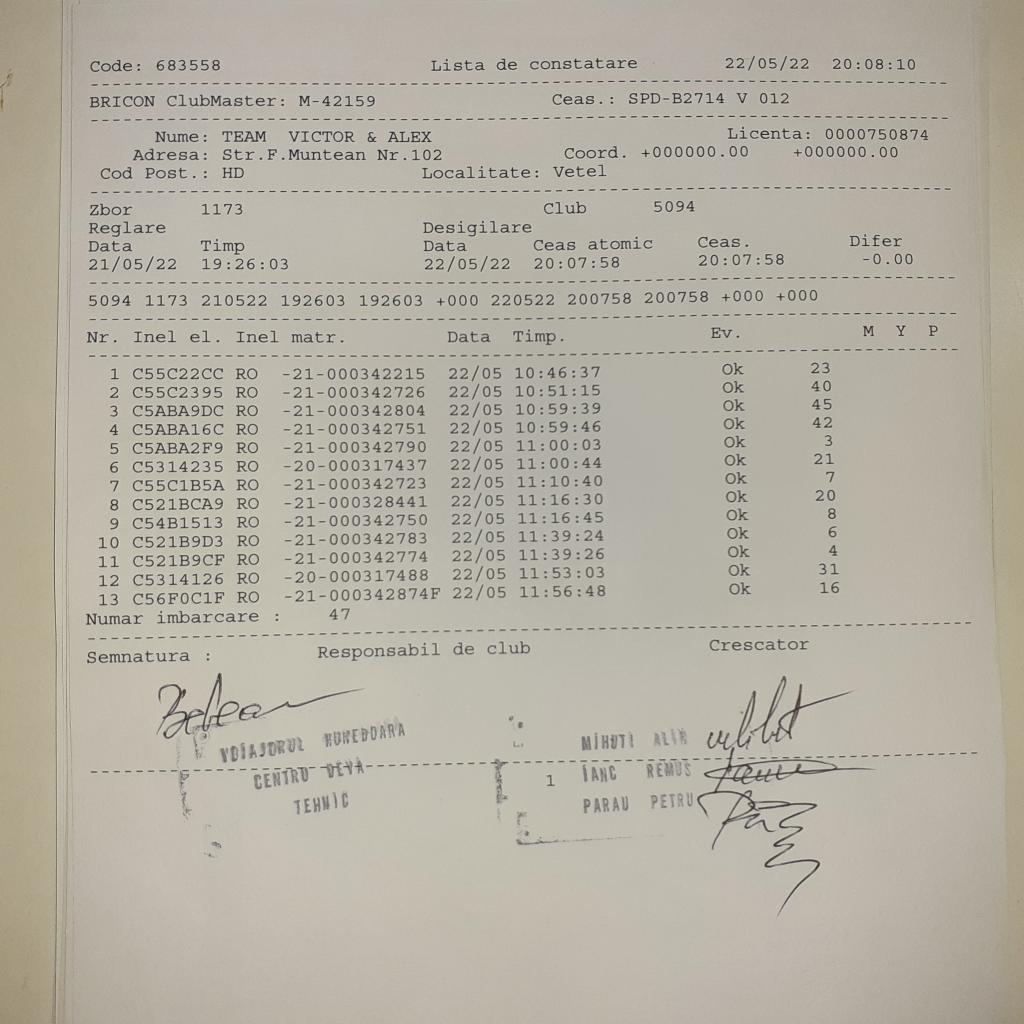 Code: 683558 Lista de constatare 22/05/22 20:08:10
BRICON ClubMaster: M-42159 Ceas.: SPD-B2714 V 012
Nume: TEAM VICTOR & ALEX Licenta: 0000750874
Adresa: Str.F.Muntean Nr.102 Coord. +000000.00 +000000.00
Cod Post.: HD Localitate: Vetel
Zbor 1173 Club 5094
Reglare Desigilare
Data Timp Data Ceas atomic Ceas. Difer
21/05/22 19:26:03 22/05/22 20:07:58 20:07:58 -0.00
5094 1173 210522 192603 192603 +000 220522 200758 200758 +000 +000
Nr. Inel el. Inel matr. Data Timp. Ev. M Y P
1 C55C22CC RO -21-000342215 22/05 10:46:37 Ok 23
2 C55C2395 RO -21-000342726 22/05 10:51:15 Ok 40
3 C5ABA9DC RO -21-000342804 22/05 10:59:39 Ok 45
4 C5ABA16C RO -21-000342751 22/05 10:59:46 Ok 42
5 C5ABA2F9 RO -21-000342790 22/05 11:00:03 Ok 3
6 C5314235 RO -20-000317437 22/05 11:00:44 Ok 21
7 C55C1B5A RO -21-000342723 22/05 11:10:40 Ok 7
8 C521BCA9 RO -21-000328441 22/05 11:16:30 Ok 20
9 C54B1513 RO -21-000342750 22/05 11:16:45 Ok 8
10 C521B9D3 RO -21-000342783 22/05 11:39:24 Ok 6
11 C521B9CF RO -21-000342774 22/05 11:39:26 Ok 4
12 C5314126 RO -20-000317488 22/05 11:53:03 Ok 31
13 C56F0C1F RO -21-000342874F 22/05 11:56:48 Ok 16
Numar imbarcare : 47
Semnatura : Responsabil de club Crescator
VOIAJORUL HUNEDOARA
CENTRU DEVA
TEHNIC
MIHUTI ALIN
1 IANC REMUS
PARAU PETRU